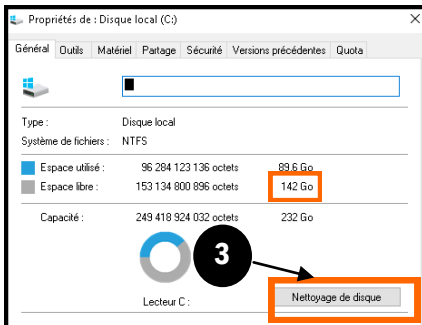 Propriétés de : Disque local (C:)
Général Outils Matériel Partage Sécurité Versions précédentes Quota
Type : Disque local
Système de fichiers : NTFS
Espace utilisé : 96 284 123 136 octets 89.6 Go
Espace libre : 153 134 800 896 octets 142 Go
Capacité : 249 418 924 032 octets 232 Go
3
Lecteur C : Nettoyage de disque